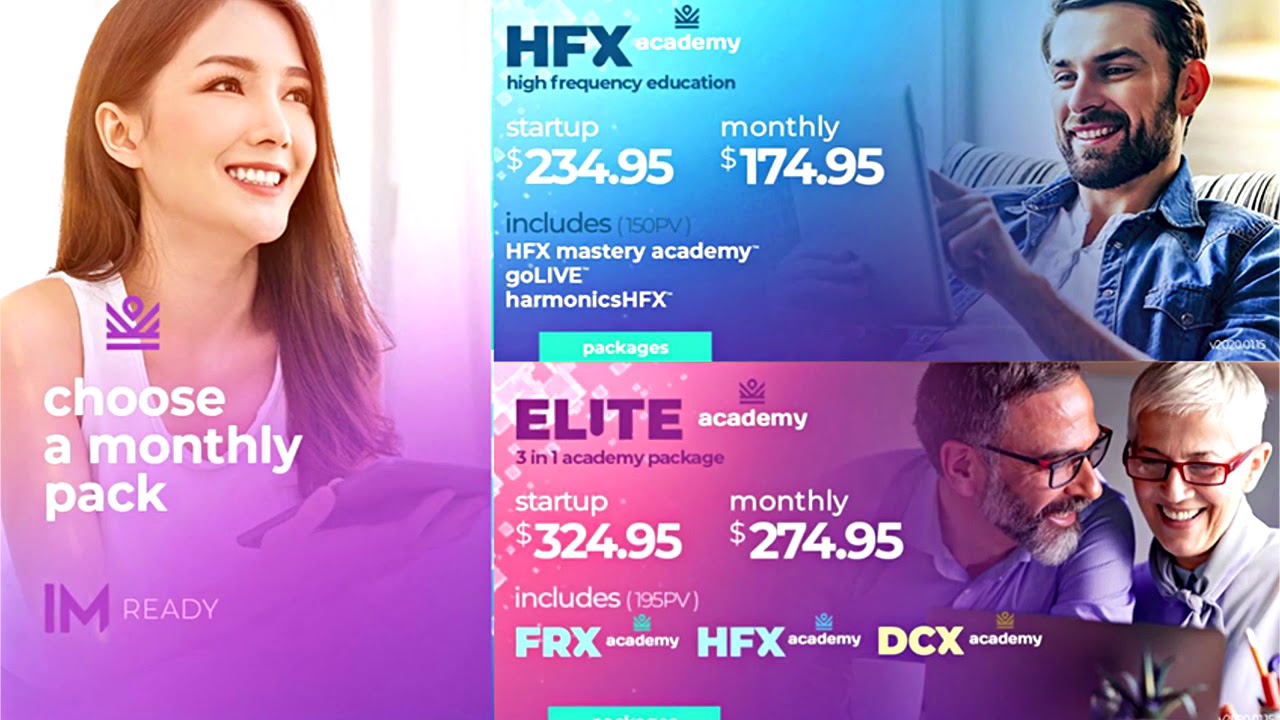 choose
a monthly
pack
IM READY
HFX academy
high frequency education
startup monthly
$234.95 $174.95
includes (150PV)
HFX mastery academy™
goLIVE™
harmonicsHFX™
packages
v2020.01.15
ELITE academy
3 in 1 academy package
startup monthly
$324.95 $274.95
includes (195PV)
FRX academy HFX academy DCX academy
packages